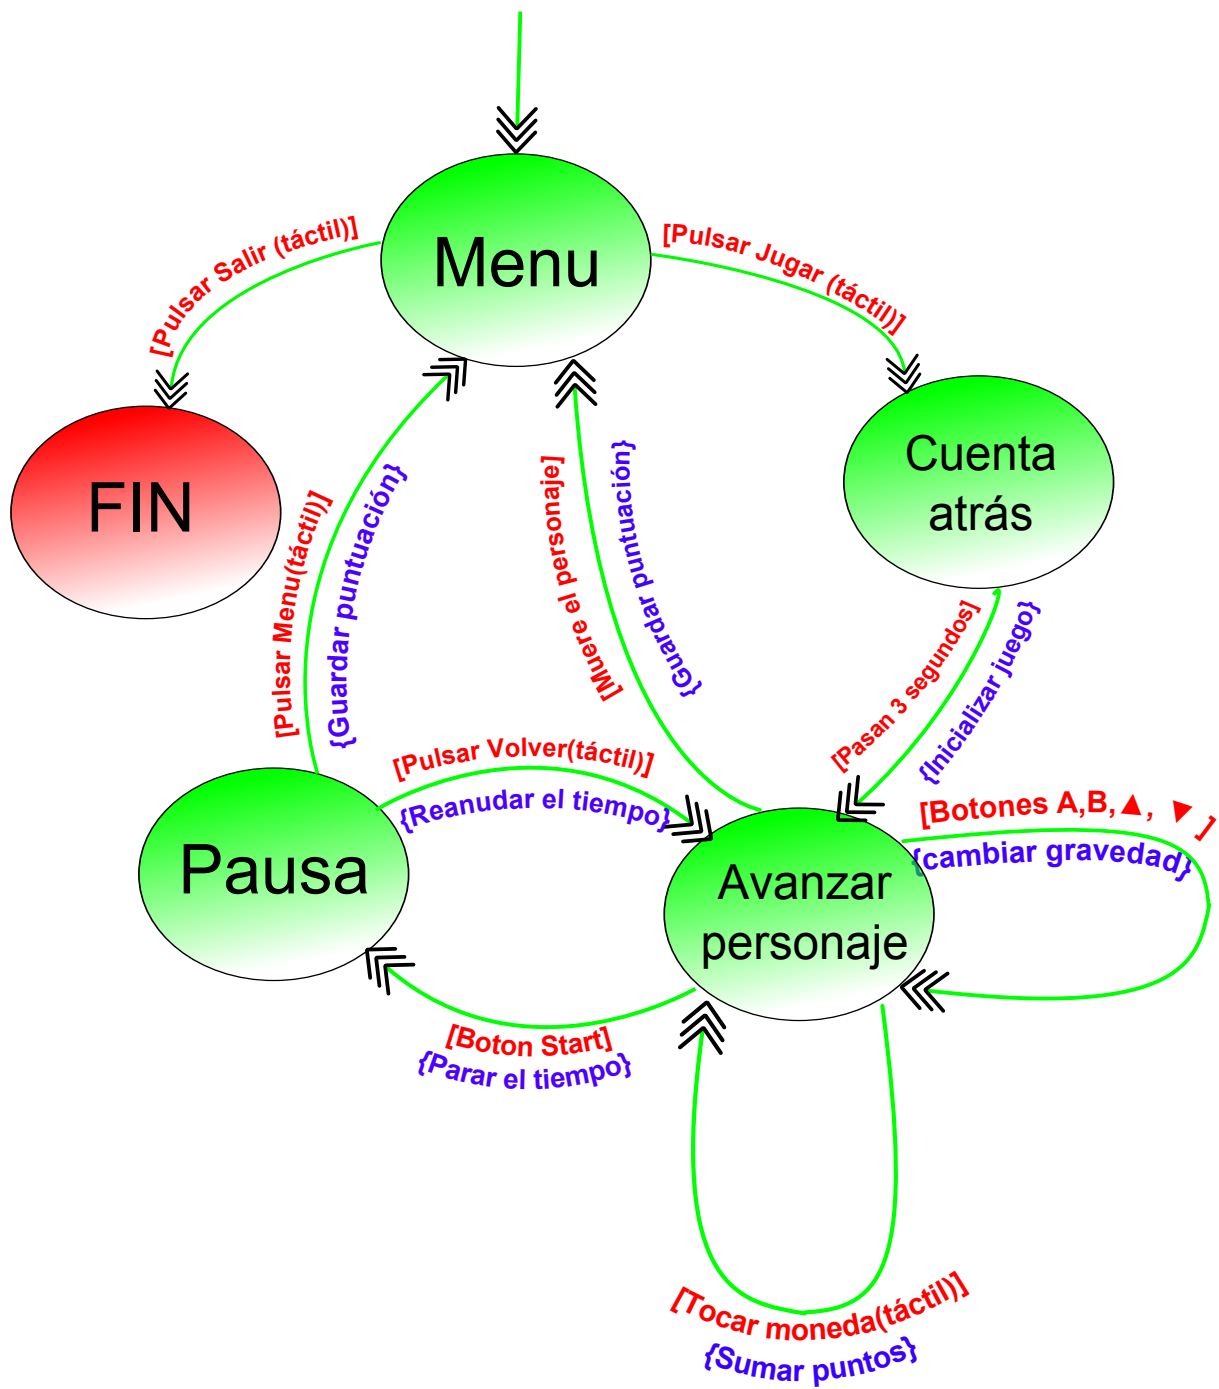 Menu
[Pulsar Salir (táctil)]
[Pulsar Jugar (táctil)]
FIN
Cuenta
atrás
[Pulsar Menu(táctil)]
{Guardar puntuación}
[Muere el personaje]
{Guardar puntuación}
[Pasan 3 segundos]
{Inicializar juego}
[Pulsar Volver(táctil)]
{Reanudar el tiempo}
[Botones A,B,▲, ▼ ]
{cambiar gravedad}
Pausa
Avanzar
personaje
[Boton Start]
{Parar el tiempo}
[Tocar moneda(táctil)]
{Sumar puntos}